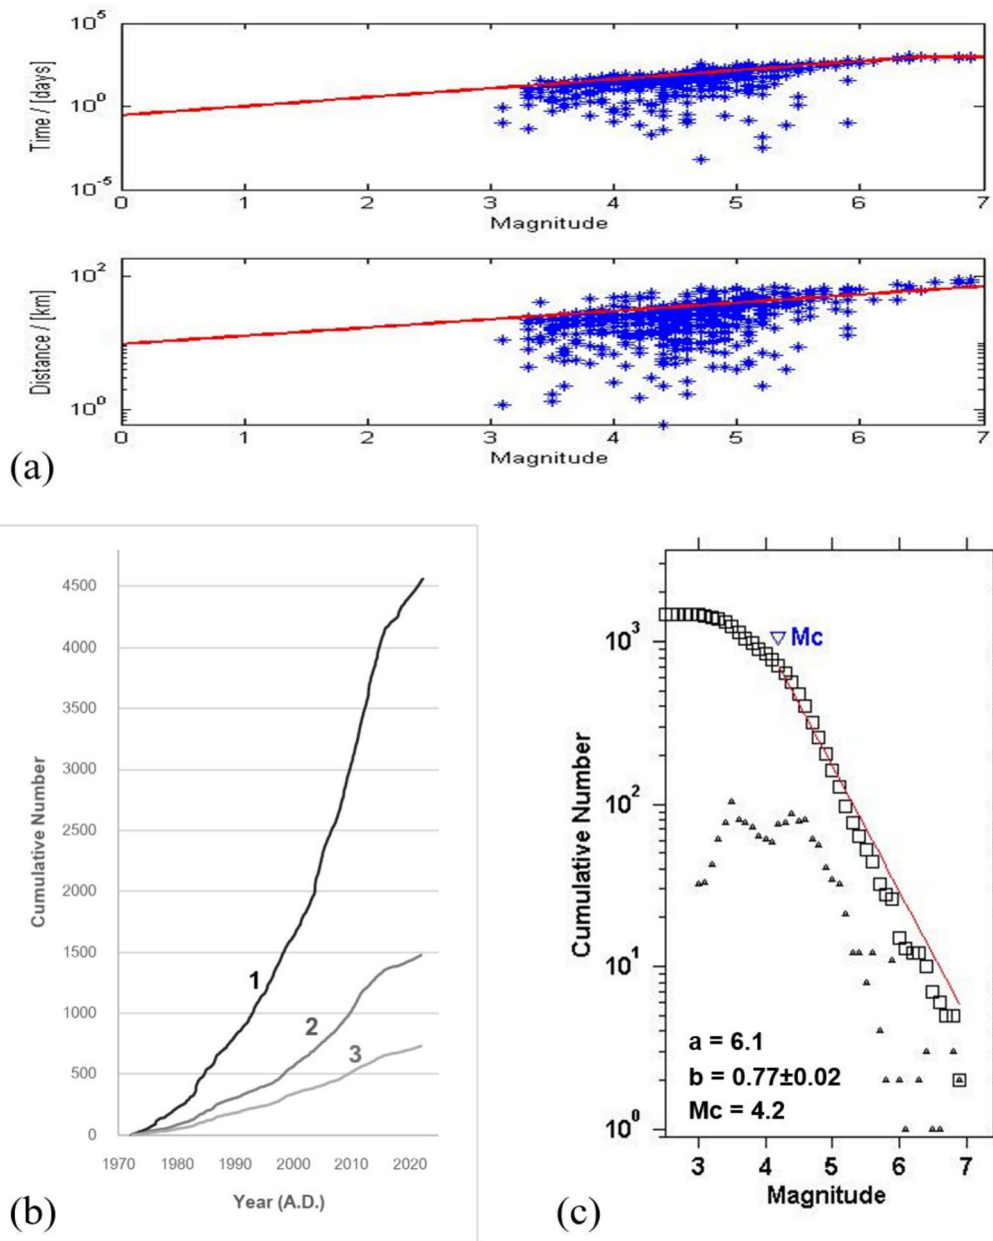 10^5
10^0
10^-5
Time / [days]
0 1 2 3 4 5 6 7
Magnitude
10^2
10^0
Distance / [km]
0 1 2 3 4 5 6 7
Magnitude
(a)
4500
4000
3500
3000
2500
2000
1500
1000
500
0
Cumulative Number
1
2
3
1970 1980 1990 2000 2010 2020
Year (A.D.)
(b)
10^3
10^2
10^1
10^0
Cumulative Number
Mc
a = 6.1
b = 0.77±0.02
Mc = 4.2
3 4 5 6 7
Magnitude
(c)